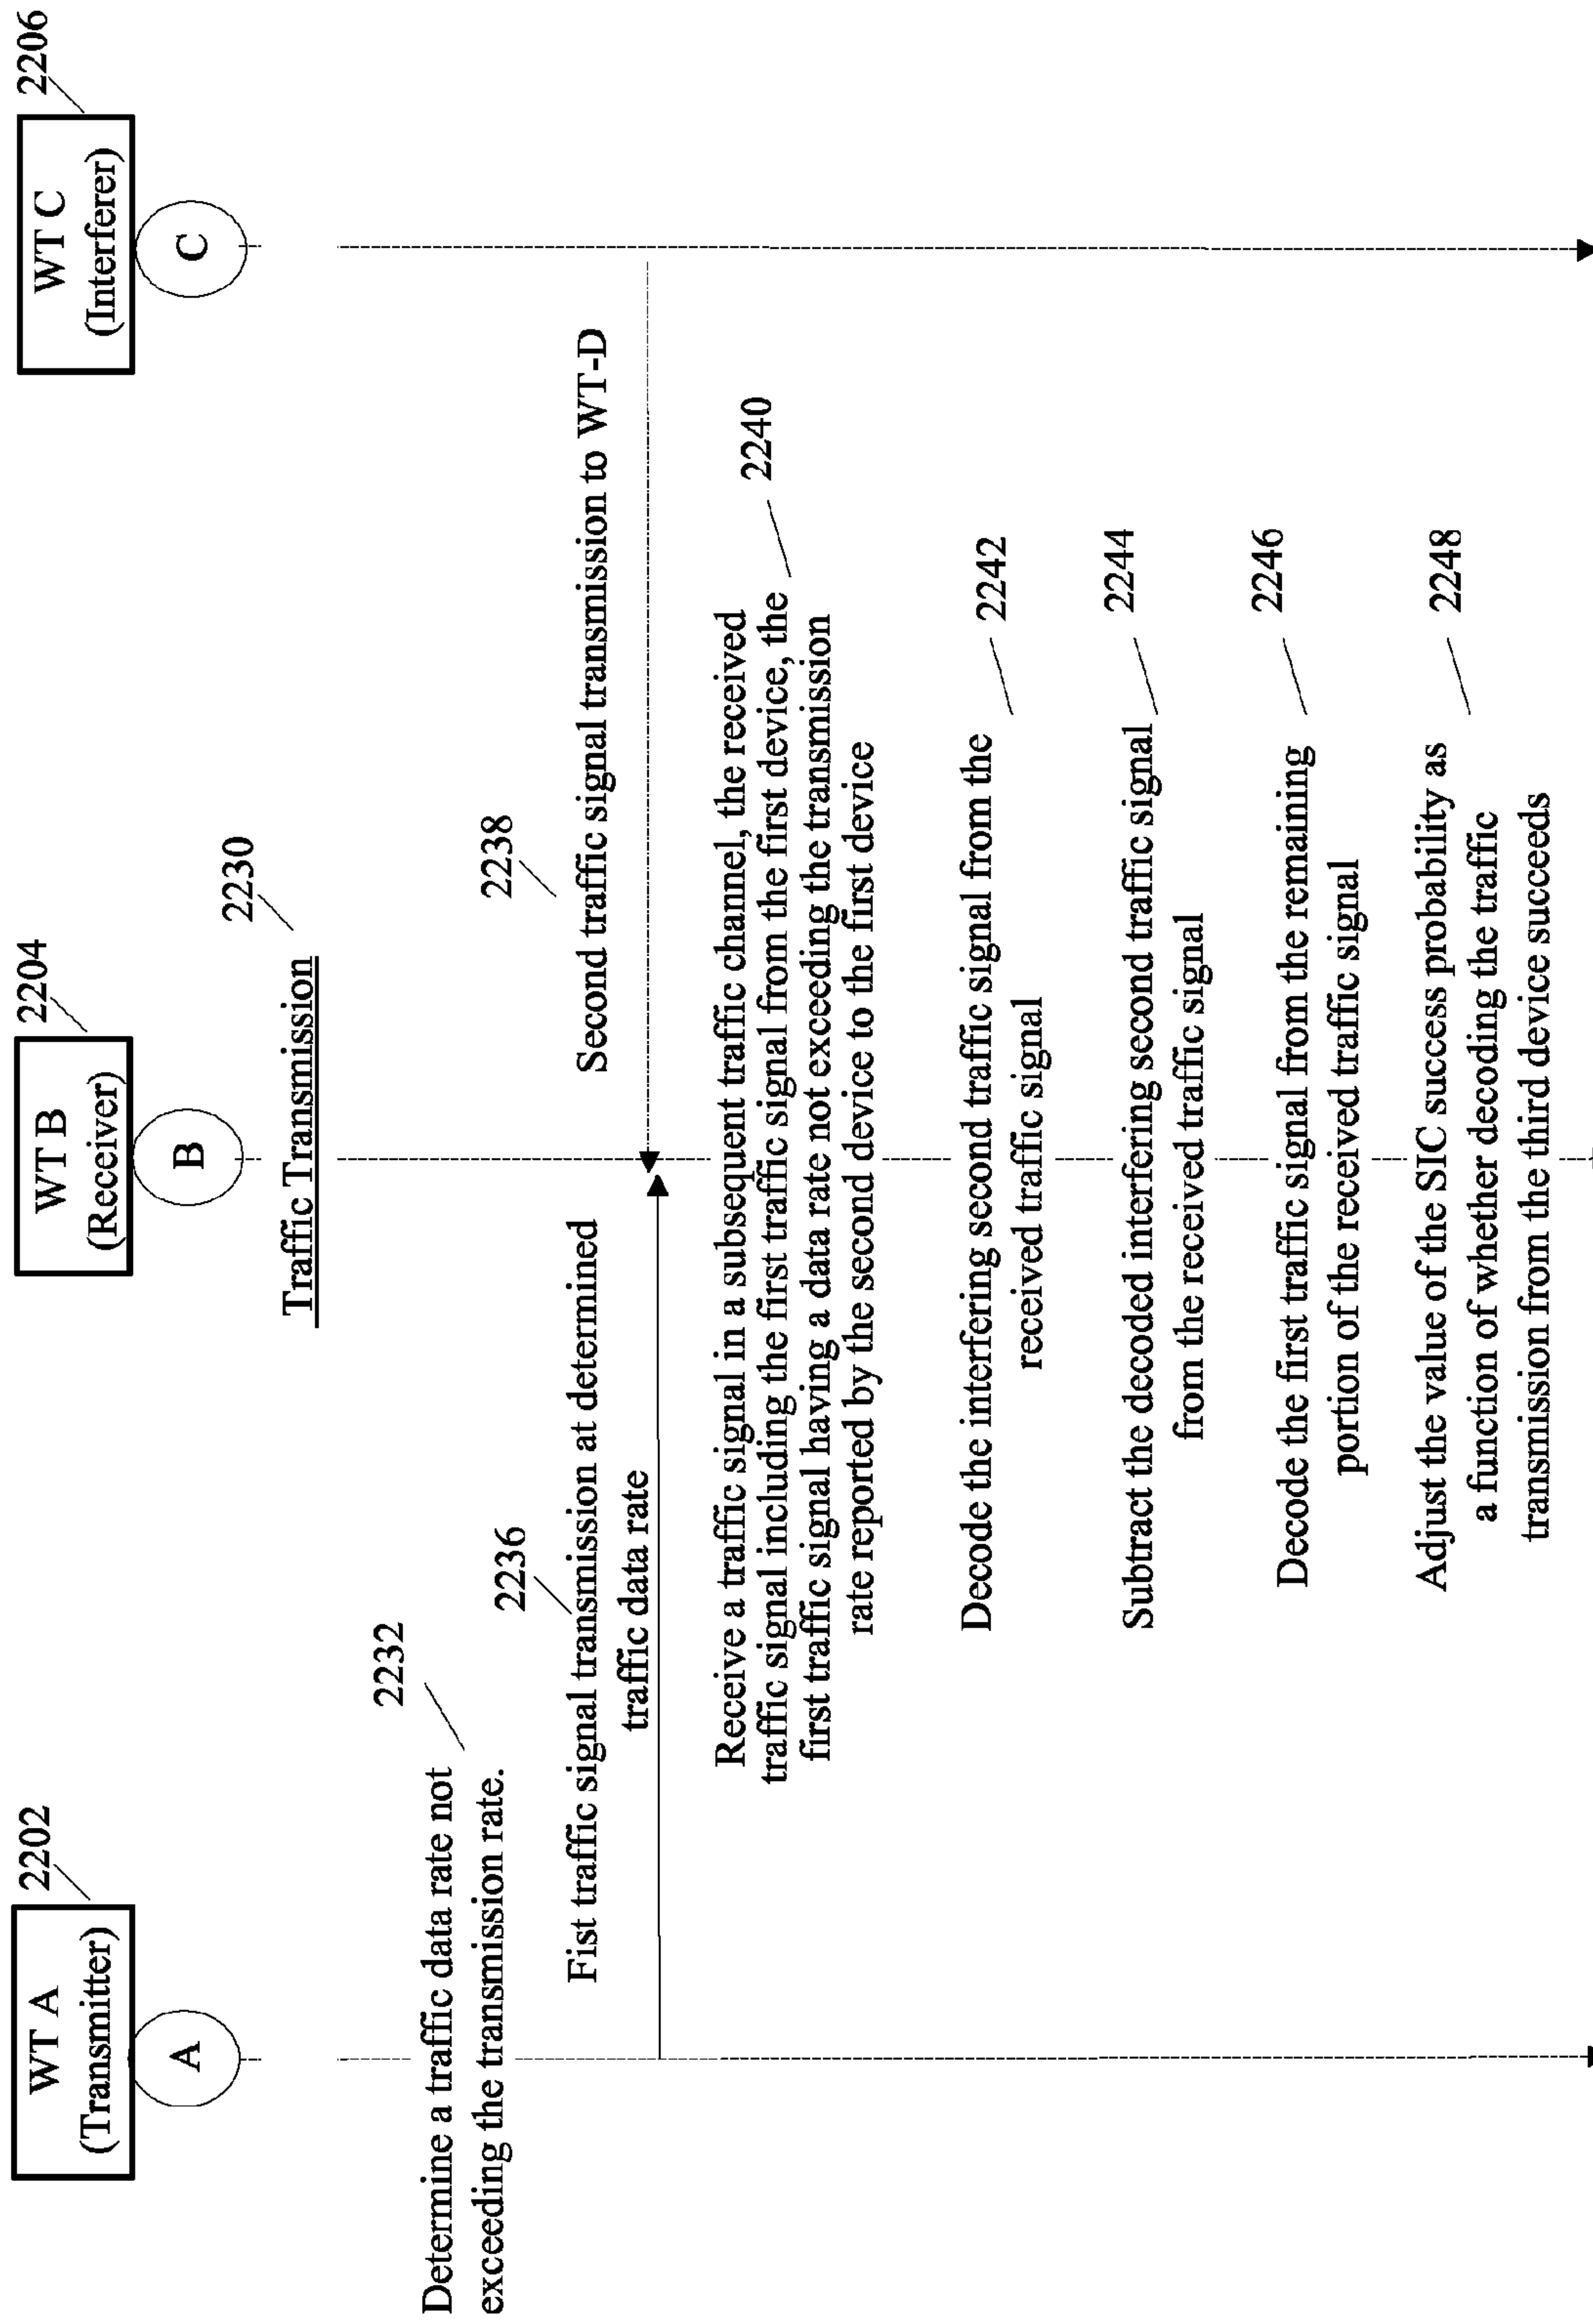 2202
WT A
(Transmitter)
A
2204
WT B
(Receiver)
B
2206
WT C
(Interferer)
C
2230
Traffic Transmission
2232
Determine a traffic data rate not
exceeding the transmission rate.
2236
Fist traffic signal transmission at determined
traffic data rate
2238
Second traffic signal transmission to WT-D
Receive a traffic signal in a subsequent traffic channel, the received
traffic signal including the first traffic signal from the first device, the
first traffic signal having a data rate not exceeding the transmission
rate reported by the second device to the first device
2240
Decode the interfering second traffic signal from the
received traffic signal
2242
Subtract the decoded interfering second traffic signal
from the received traffic signal
2244
Decode the first traffic signal from the remaining
portion of the received traffic signal
2246
Adjust the value of the SIC success probability as
a function of whether decoding the traffic
transmission from the third device succeeds
2248